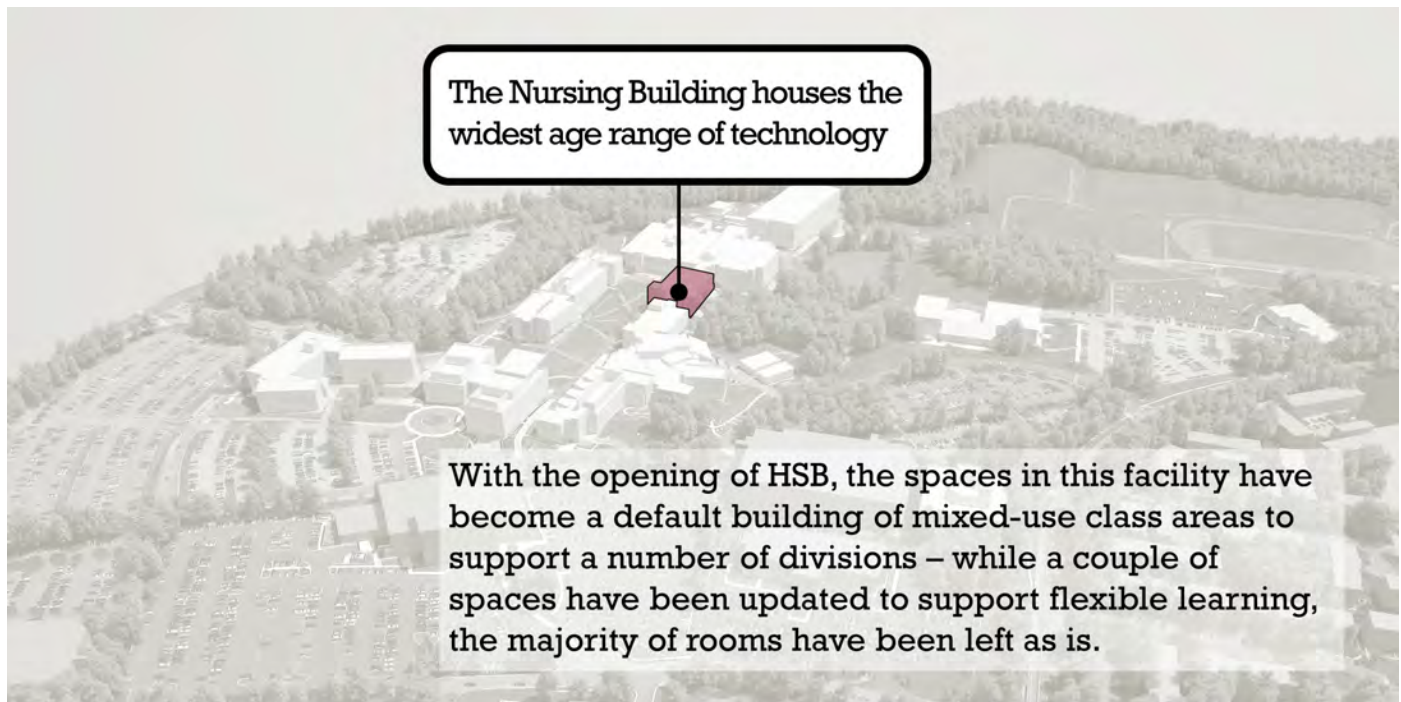 The Nursing Building houses the
widest age range of technology
With the opening of HSB, the spaces in this facility have
become a default building of mixed-use class areas to
support a number of divisions – while a couple of
spaces have been updated to support flexible learning,
the majority of rooms have been left as is.